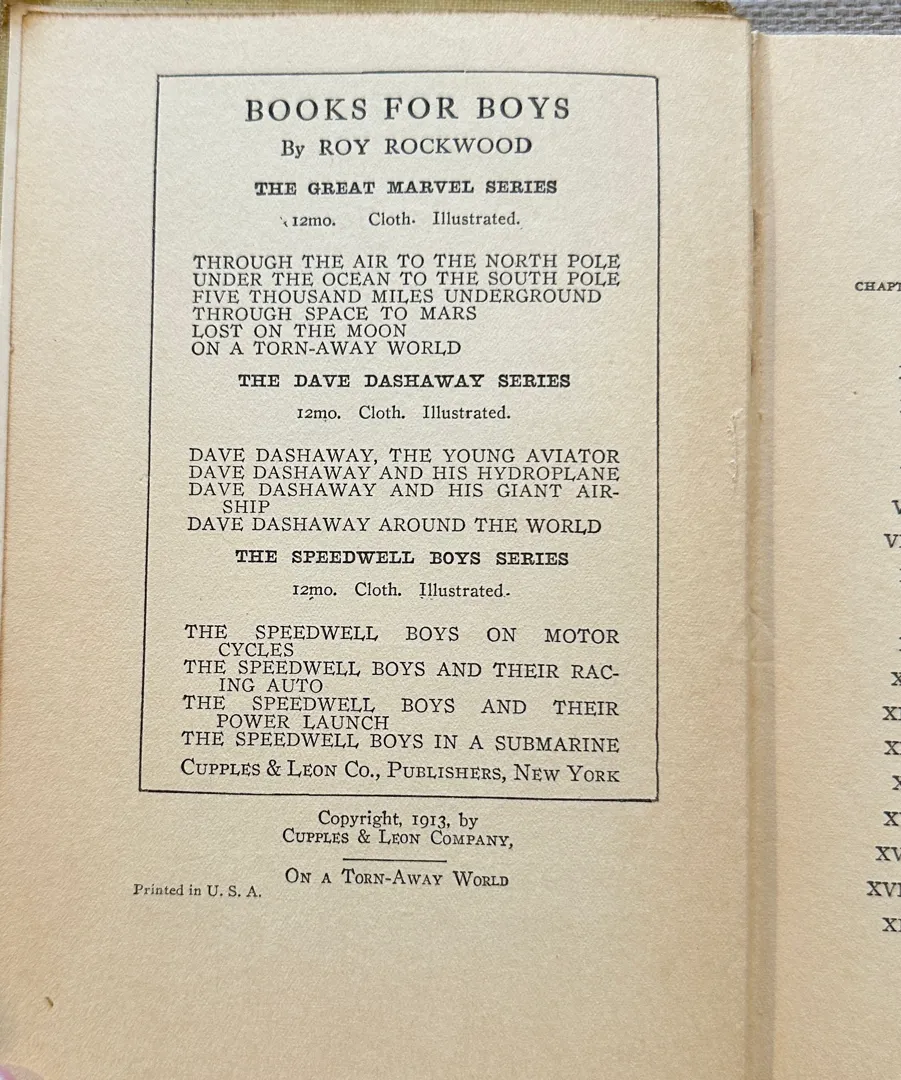 BOOKS FOR BOYS
By ROY ROCKWOOD
THE GREAT MARVEL SERIES
12mo. Cloth. Illustrated.
THROUGH THE AIR TO THE NORTH POLE
UNDER THE OCEAN TO THE SOUTH POLE
FIVE THOUSAND MILES UNDERGROUND
THROUGH SPACE TO MARS
LOST ON THE MOON
ON A TORN-AWAY WORLD
THE DAVE DASHAWAY SERIES
12mo. Cloth. Illustrated.
DAVE DASHAWAY, THE YOUNG AVIATOR
DAVE DASHAWAY AND HIS HYDROPLANE
DAVE DASHAWAY AND HIS GIANT AIR-
SHIP
DAVE DASHAWAY AROUND THE WORLD
THE SPEEDWELL BOYS SERIES
12mo. Cloth. Illustrated.
THE SPEEDWELL BOYS ON MOTOR
CYCLES
THE SPEEDWELL BOYS AND THEIR RAC-
ING AUTO
THE SPEEDWELL BOYS AND THEIR
POWER LAUNCH
THE SPEEDWELL BOYS IN A SUBMARINE
CUPPLES & LEON CO., PUBLISHERS, NEW YORK
Copyright, 1913, by
CUPPLES & LEON COMPANY,
ON A TORN-AWAY WORLD
Printed in U. S. A.
CHAPT